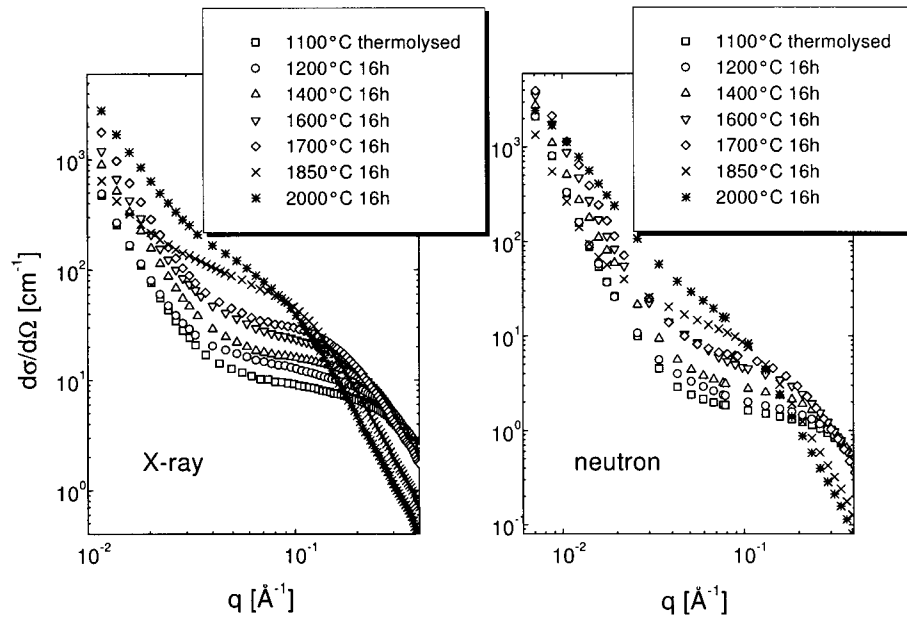 1100°C thermolysed
1200°C 16h
1400°C 16h
1600°C 16h
1700°C 16h
1850°C 16h
2000°C 16h
10³
10²
10¹
10⁰
dσ/dΩ [cm⁻¹]
X-ray
10⁻² 10⁻¹
q [Å⁻¹]
1100°C thermolysed
1200°C 16h
1400°C 16h
1600°C 16h
1700°C 16h
1850°C 16h
2000°C 16h
10³
10²
10¹
10⁰
10⁻¹
neutron
10⁻² 10⁻¹
q [Å⁻¹]